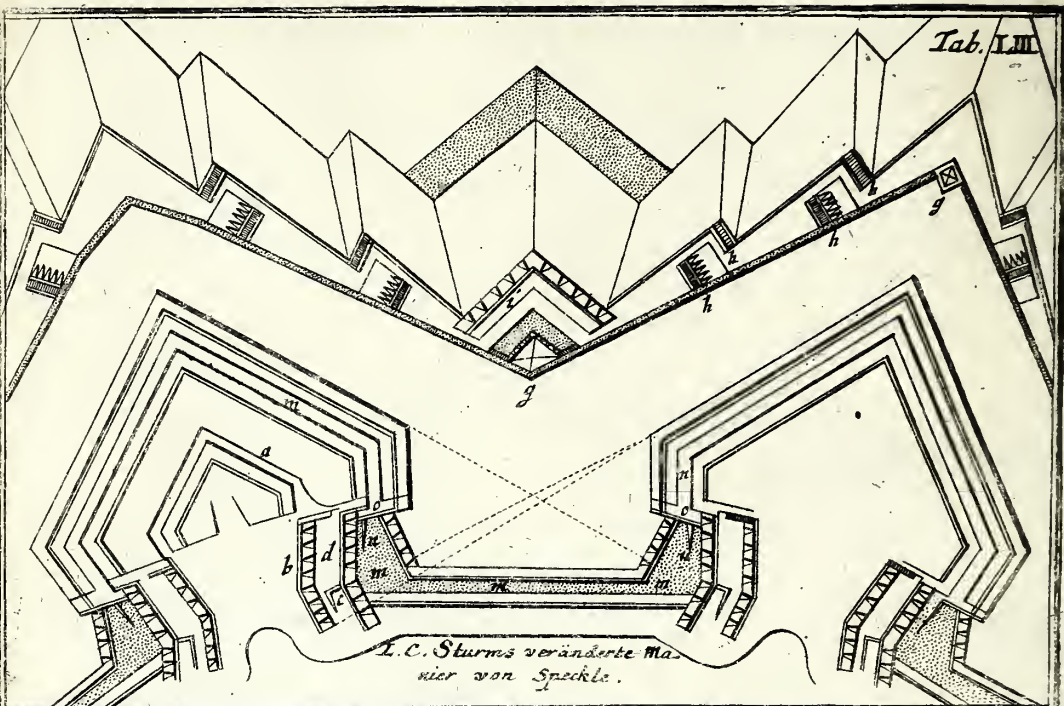 Tab. LIII
h
g
h
h
h
i
g
m
a
n
o
o
n
b
d
m
m
m
c
L. C. Sturms veränderte Ma-
nier von Speckle.